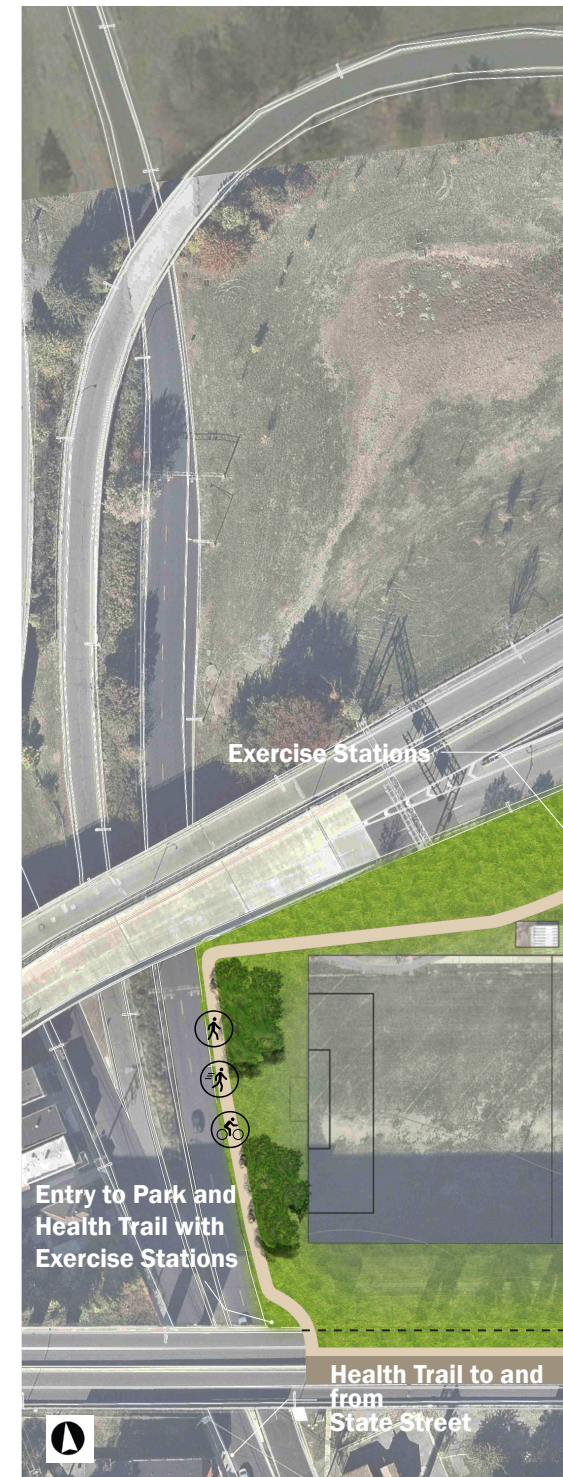 Exercise Stations
Entry to Park and
Health Trail with
Exercise Stations
Health Trail to and
from
State Street